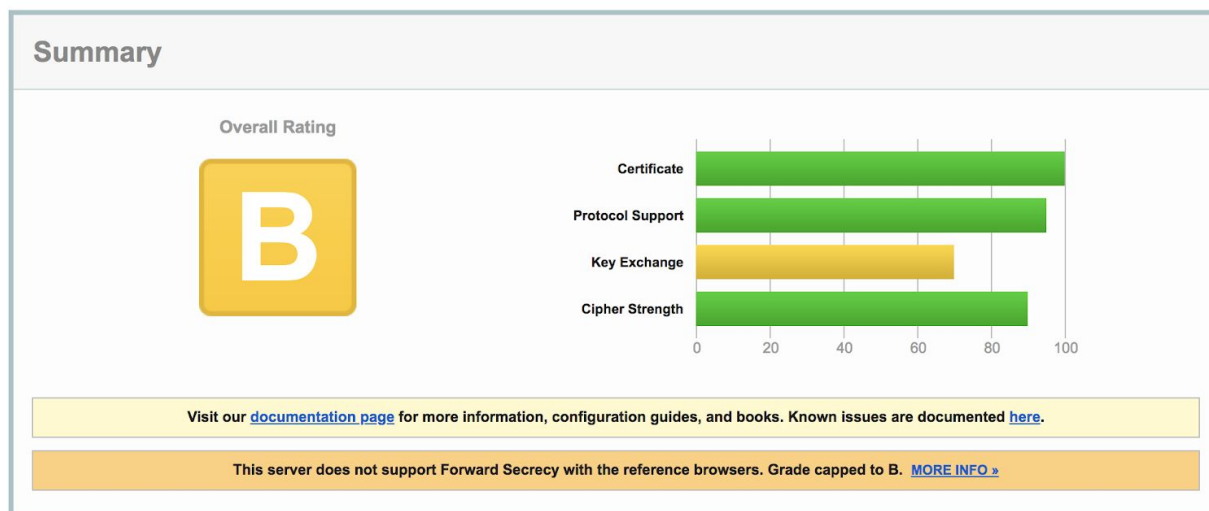 Summary
Overall Rating
B
Certificate
Protocol Support
Key Exchange
Cipher Strength
0 20 40 60 80 100
Visit our documentation page for more information, configuration guides, and books. Known issues are documented here.
This server does not support Forward Secrecy with the reference browsers. Grade capped to B. MORE INFO »